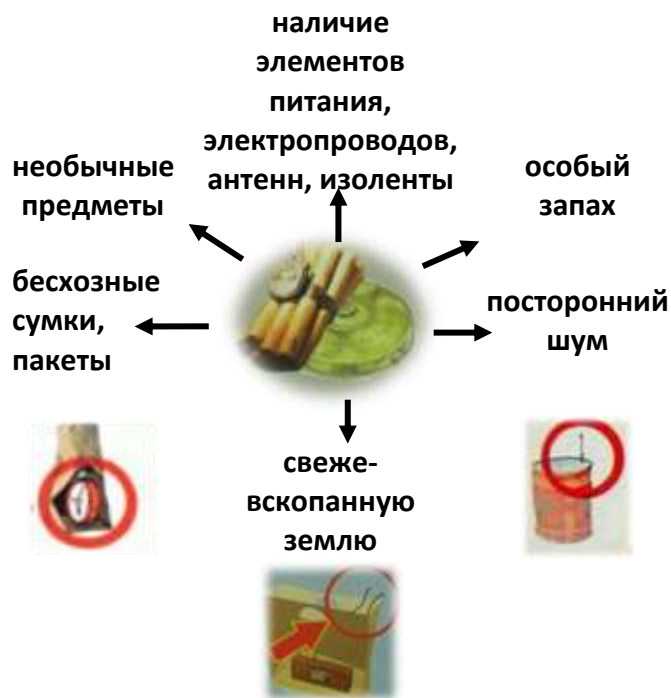 наличие
элементов
питания,
электропроводов,
антенн, изоленты
необычные
предметы
особый
запах
бесхозные
сумки,
пакеты
посторонний
шум
свеже-
вскопанную
землю